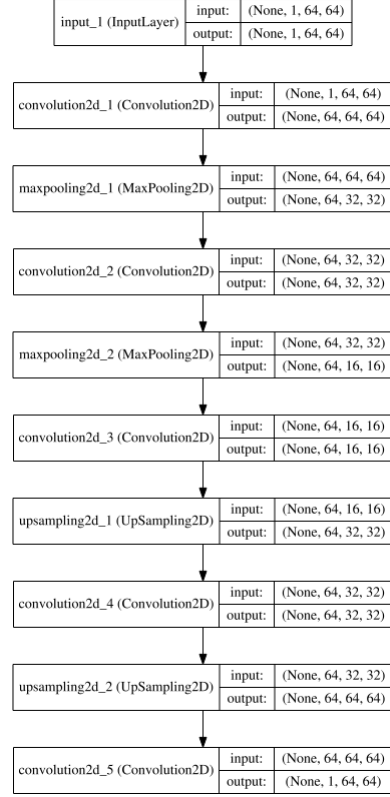 input_1 (InputLayer) input: (None, 1, 64, 64)
output: (None, 1, 64, 64)
convolution2d_1 (Convolution2D) input: (None, 1, 64, 64)
output: (None, 64, 64, 64)
maxpooling2d_1 (MaxPooling2D) input: (None, 64, 64, 64)
output: (None, 64, 32, 32)
convolution2d_2 (Convolution2D) input: (None, 64, 32, 32)
output: (None, 64, 32, 32)
maxpooling2d_2 (MaxPooling2D) input: (None, 64, 32, 32)
output: (None, 64, 16, 16)
convolution2d_3 (Convolution2D) input: (None, 64, 16, 16)
output: (None, 64, 16, 16)
upsampling2d_1 (UpSampling2D) input: (None, 64, 16, 16)
output: (None, 64, 32, 32)
convolution2d_4 (Convolution2D) input: (None, 64, 32, 32)
output: (None, 64, 32, 32)
upsampling2d_2 (UpSampling2D) input: (None, 64, 32, 32)
output: (None, 64, 64, 64)
convolution2d_5 (Convolution2D) input: (None, 64, 64, 64)
output: (None, 1, 64, 64)